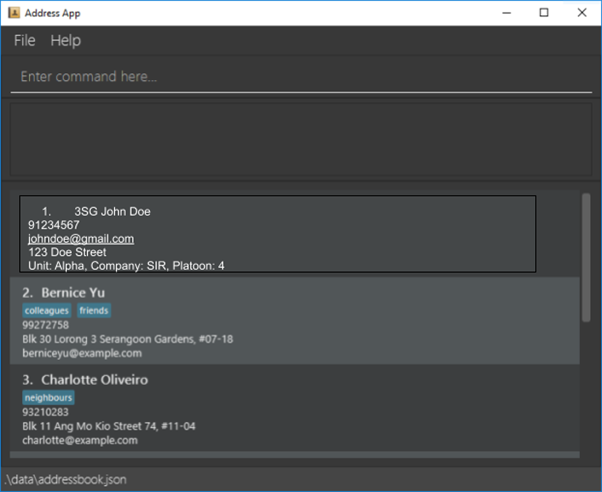 Address App
File Help
Enter command here...
1. 3SG John Doe
91234567
johndoe@gmail.com
123 Doe Street
Unit: Alpha, Company: SIR, Platoon: 4
2. Bernice Yu
colleagues friends
99272758
Blk 30 Lorong 3 Serangoon Gardens, #07-18
berniceyu@example.com
3. Charlotte Oliveiro
neighbours
93210283
Blk 11 Ang Mo Kio Street 74, #11-04
charlotte@example.com
.\data\addressbook.json